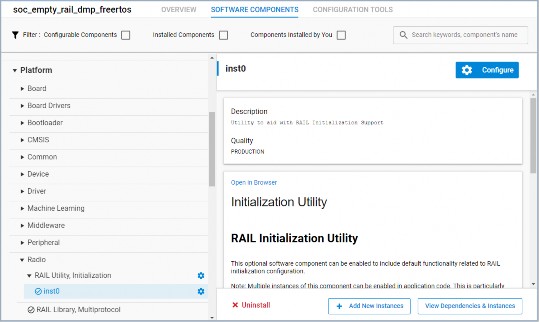 soc_empty_rail_dmp_freertos
OVERVIEW
SOFTWARE COMPONENTS
CONFIGURATION TOOLS
Filter : Configurable Components
Installed Components
Components Installed by You
Search keywords, component's name
Platform
Board
Board Drivers
Bootloader
CMSIS
Common
Device
Driver
Machine Learning
Middleware
Peripheral
Radio
RAIL Utility, Initialization
inst0
RAIL Library, Multiprotocol
inst0
Configure
Description
Utility to aid with RAIL Initialization Support
Quality
PRODUCTION
Open in Browser
Initialization Utility
RAIL Initialization Utility
This optional software component can be enabled to include default functionality related to RAIL
initialization configuration.
Note: Multiple instances of this component can be enabled in application code. This is particularly
Uninstall
Add New Instances
View Dependencies & Instances